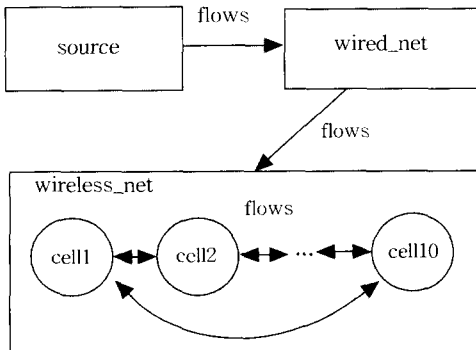 flows
source
wired_net
flows
wireless_net
flows
cell1
cell2
...
cell10